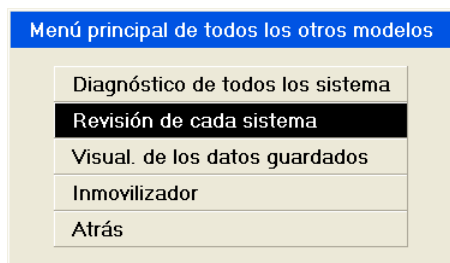 Menú principal de todos los otros modelos
Diagnóstico de todos los sistema
Revisión de cada sistema
Visual. de los datos guardados
Inmovilizador
Atrás